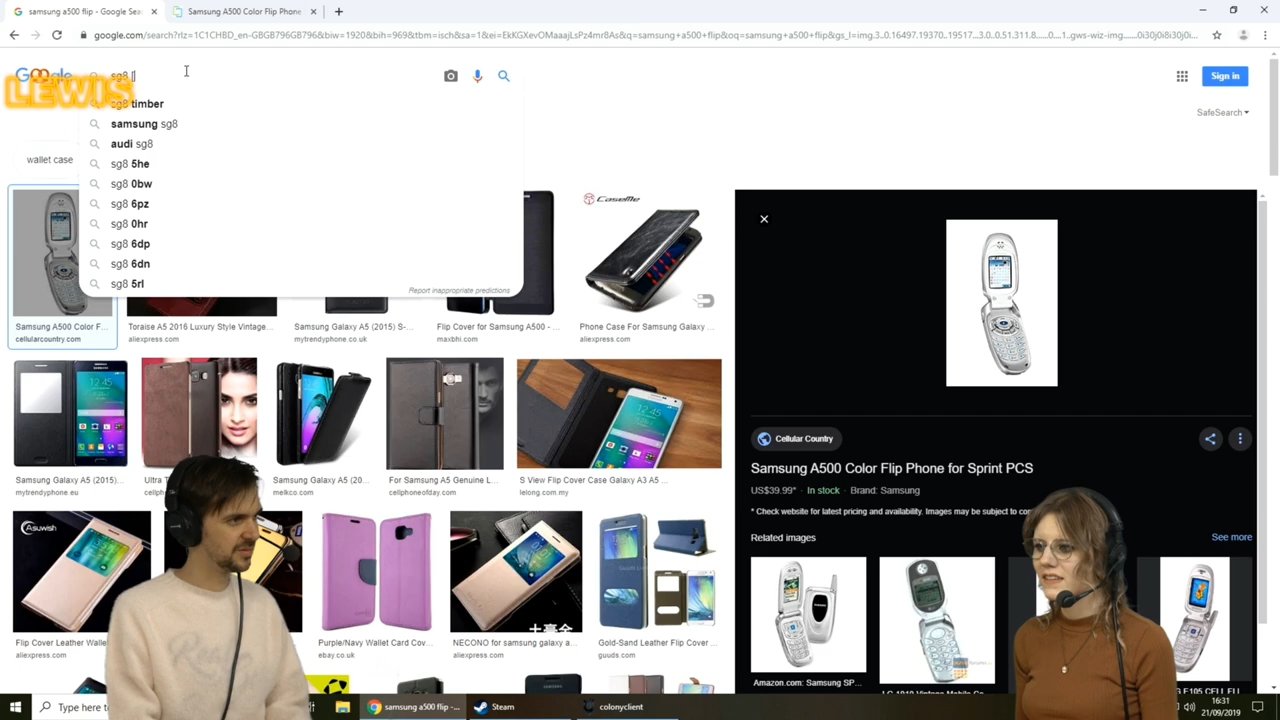 samsung a500 flip - Google Sea
Samsung A500 Color Flip Phone
google.com/search?rlz=1C1CHBD_en-GBGB796GB796&biw=1920&bih=969&tbm=isch&sa=1&ei=EkKGXevOMaaajLsPz4mr8As&q=samsung+a500+flip&oq=samsung+a500+flip&gs_l=img.3.0.16497.19370..19517...3.0..0.51.311.8......0....1..gws-wiz-img.......0i30j0i8i30j0i...
Google
sg8
Sign in
LEWIS
sg8 timber
SafeSearch
samsung sg8
audi sg8
wallet case
sg8 5he
sg8 0bw
sg8 6pz
sg8 0hr
sg8 6dp
sg8 6dn
sg8 5rl
Report inappropriate predictions
CaseMe
Samsung A500 Color F...
cellularcountry.com
Toraise A5 2016 Luxury Style Vintage...
aliexpress.com
Samsung Galaxy A5 (2015) S-...
mytrendyphone.co.uk
Flip Cover for Samsung A500 - ...
maxbhi.com
Phone Case For Samsung Galaxy ...
aliexpress.com
Cellular Country
Samsung A500 Color Flip Phone for Sprint PCS
US$39.99* · In stock · Brand: Samsung
* Check website for latest pricing and availability. Images may be subject to
Related images
See more
Samsung Galaxy A5 (2015)...
mytrendyphone.eu
Ultra
Samsung Galaxy A5 (20...
melkco.com
For Samsung A5 Genuine L...
cellphoneofday.com
S View Flip Cover Case Galaxy A3 A5 ...
lelong.com.my
Asuwish
Flip Cover Leather
aliexpress.com
Purple/Navy Wallet Card Cov...
ebay.co.uk
土豪金
NECONO for samsung galaxy a...
aliexpress.com
Gold-Sand Leather Flip Cover ...
guuds.com
Amazon.com: Samsung SP...
Type here to
samsung a500 flip -...
Steam
colonyclient
16:31
21/09/2019